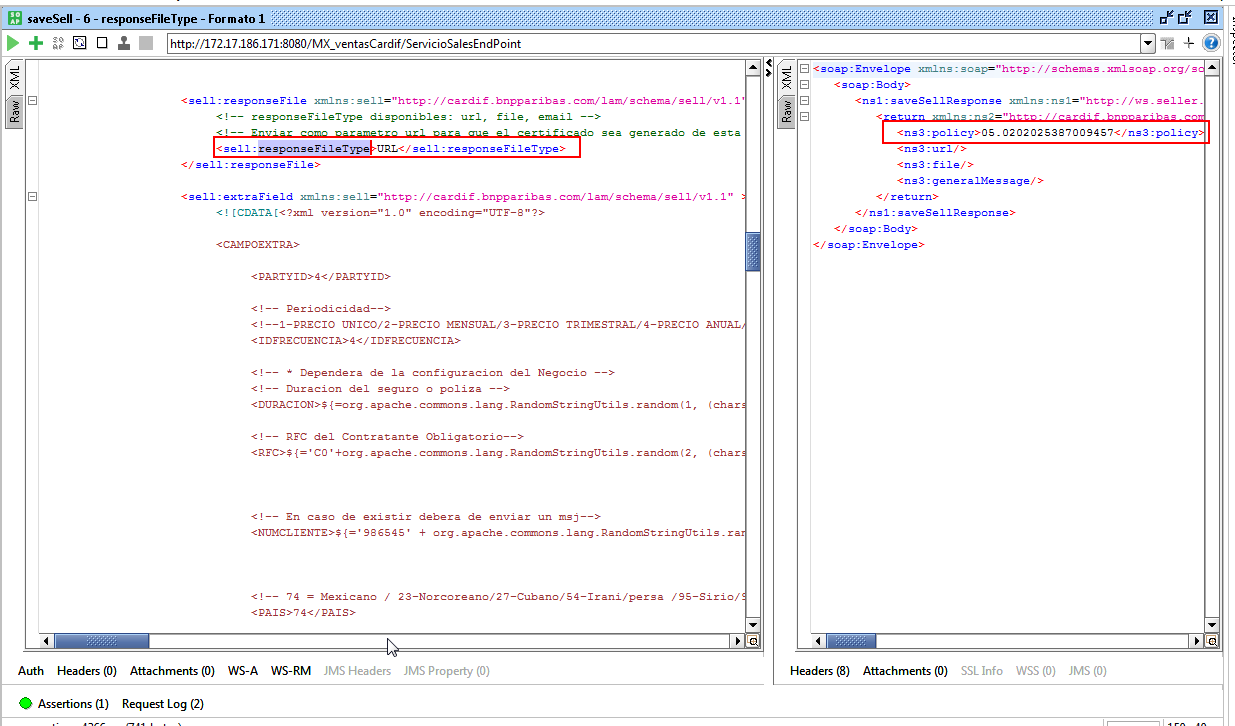 saveSell - 6 - responseFileType - Formato 1
http://172.17.186.171:8080/MX_ventasCardif/ServicioSalesEndPoint
XML
Raw
<sell:responseFile xmlns:sell="http://cardif.bnpparibas.com/lam/schema/sell/v1.1"
<!-- responseFileType disponibles: url, file, email -->
<!-- Enviar como parametro url para que el certificado sea generado de esta
<sell:responseFileType>URL</sell:responseFileType>
</sell:responseFile>
<sell:extraField xmlns:sell="http://cardif.bnpparibas.com/lam/schema/sell/v1.1" >
<![CDATA[<?xml version="1.0" encoding="UTF-8"?>
<CAMPOEXTRA>
<PARTYID>4</PARTYID>
<!-- Periodicidad-->
<!--1-PRECIO UNICO/2-PRECIO MENSUAL/3-PRECIO TRIMESTRAL/4-PRECIO ANUAL/
<IDFRECUENCIA>4</IDFRECUENCIA>
<!-- * Dependera de la configuracion del Negocio -->
<!-- Duracion del seguro o poliza -->
<DURACION>${=org.apache.commons.lang.RandomStringUtils.random(1, (chars
<!-- RFC del Contratante Obligatorio-->
<RFC>${='C0'+org.apache.commons.lang.RandomStringUtils.random(2, (chars
<!-- En caso de existir debera de enviar un msj-->
<NUMCLIENTE>${='986545' + org.apache.commons.lang.RandomStringUtils.ran
<!-- 74 = Mexicano / 23-Norcoreano/27-Cubano/54-Irani/persa /95-Sirio/9
<PAIS>74</PAIS>
XML
Raw
<soap:Envelope xmlns:soap="http://schemas.xmlsoap.org/so
<soap:Body>
<ns1:saveSellResponse xmlns:ns1="http://ws.seller.
<return xmlns:ns2="http://cardif.bnpparibas.com
<ns3:policy>05.0202025387009457</ns3:policy>
<ns3:url/>
<ns3:file/>
<ns3:generalMessage/>
</return>
</ns1:saveSellResponse>
</soap:Body>
</soap:Envelope>
Auth Headers (0) Attachments (0) WS-A WS-RM JMS Headers JMS Property (0)
Headers (8) Attachments (0) SSL Info WSS (0) JMS (0)
Assertions (1) Request Log (2)